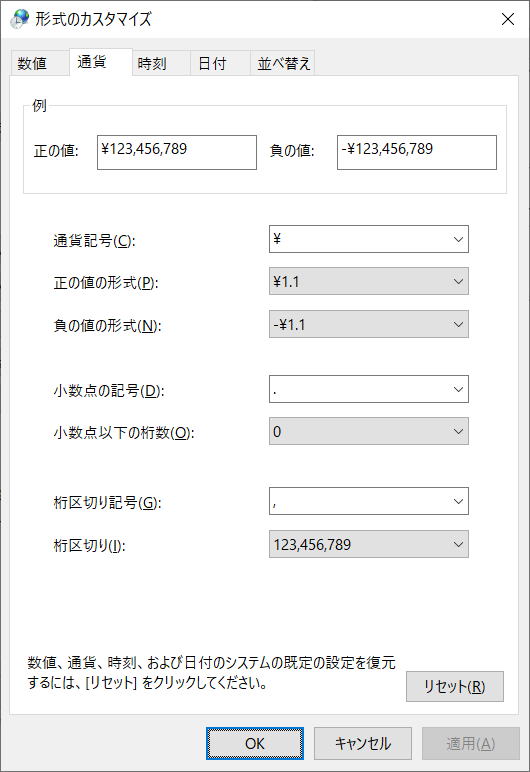 形式のカスタマイズ
数値 通貨 時刻 日付 並べ替え
例
正の値: ¥123,456,789 負の値: -¥123,456,789
通貨記号(C): ¥
正の値の形式(P): ¥1.1
負の値の形式(N): -¥1.1
小数点の記号(D): .
小数点以下の桁数(O): 0
桁区切り記号(G): ,
桁区切り(I): 123,456,789
数値、通貨、時刻、および日付のシステムの既定の設定を復元
するには、[リセット] をクリックしてください。
リセット(R)
OK キャンセル 適用(A)